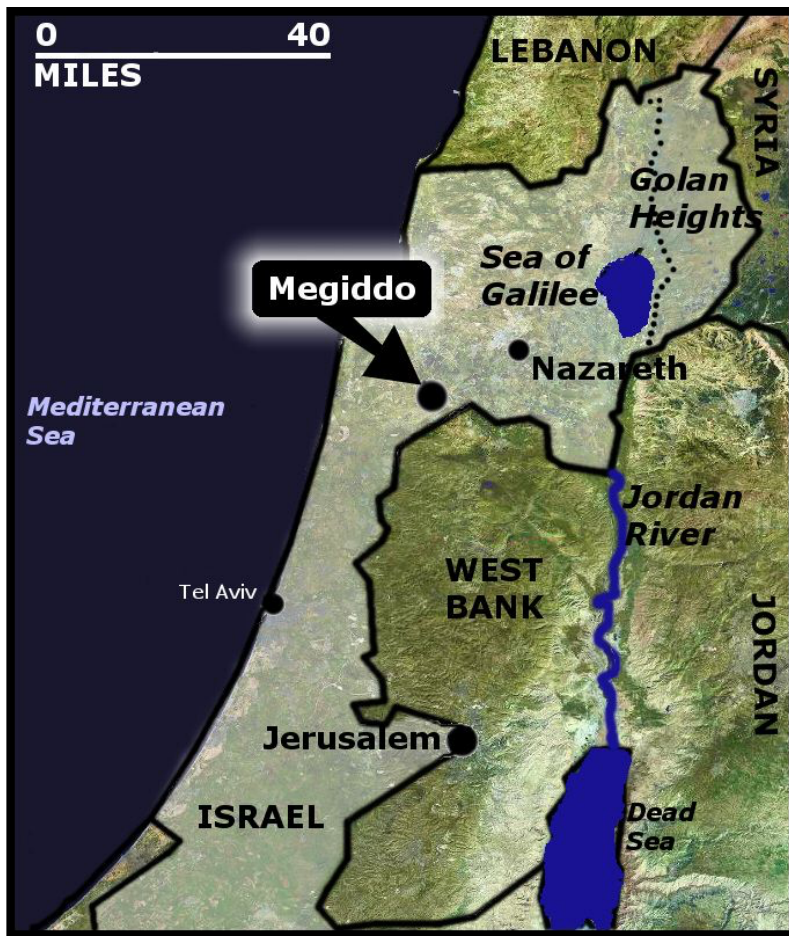 0 40
MILES
LEBANON
SYRIA
Golan
Heights
Sea of
Galilee
Megiddo
Nazareth
Mediterranean
Sea
Jordan
River
WEST
BANK
Tel Aviv
JORDAN
Jerusalem
ISRAEL
Dead
Sea